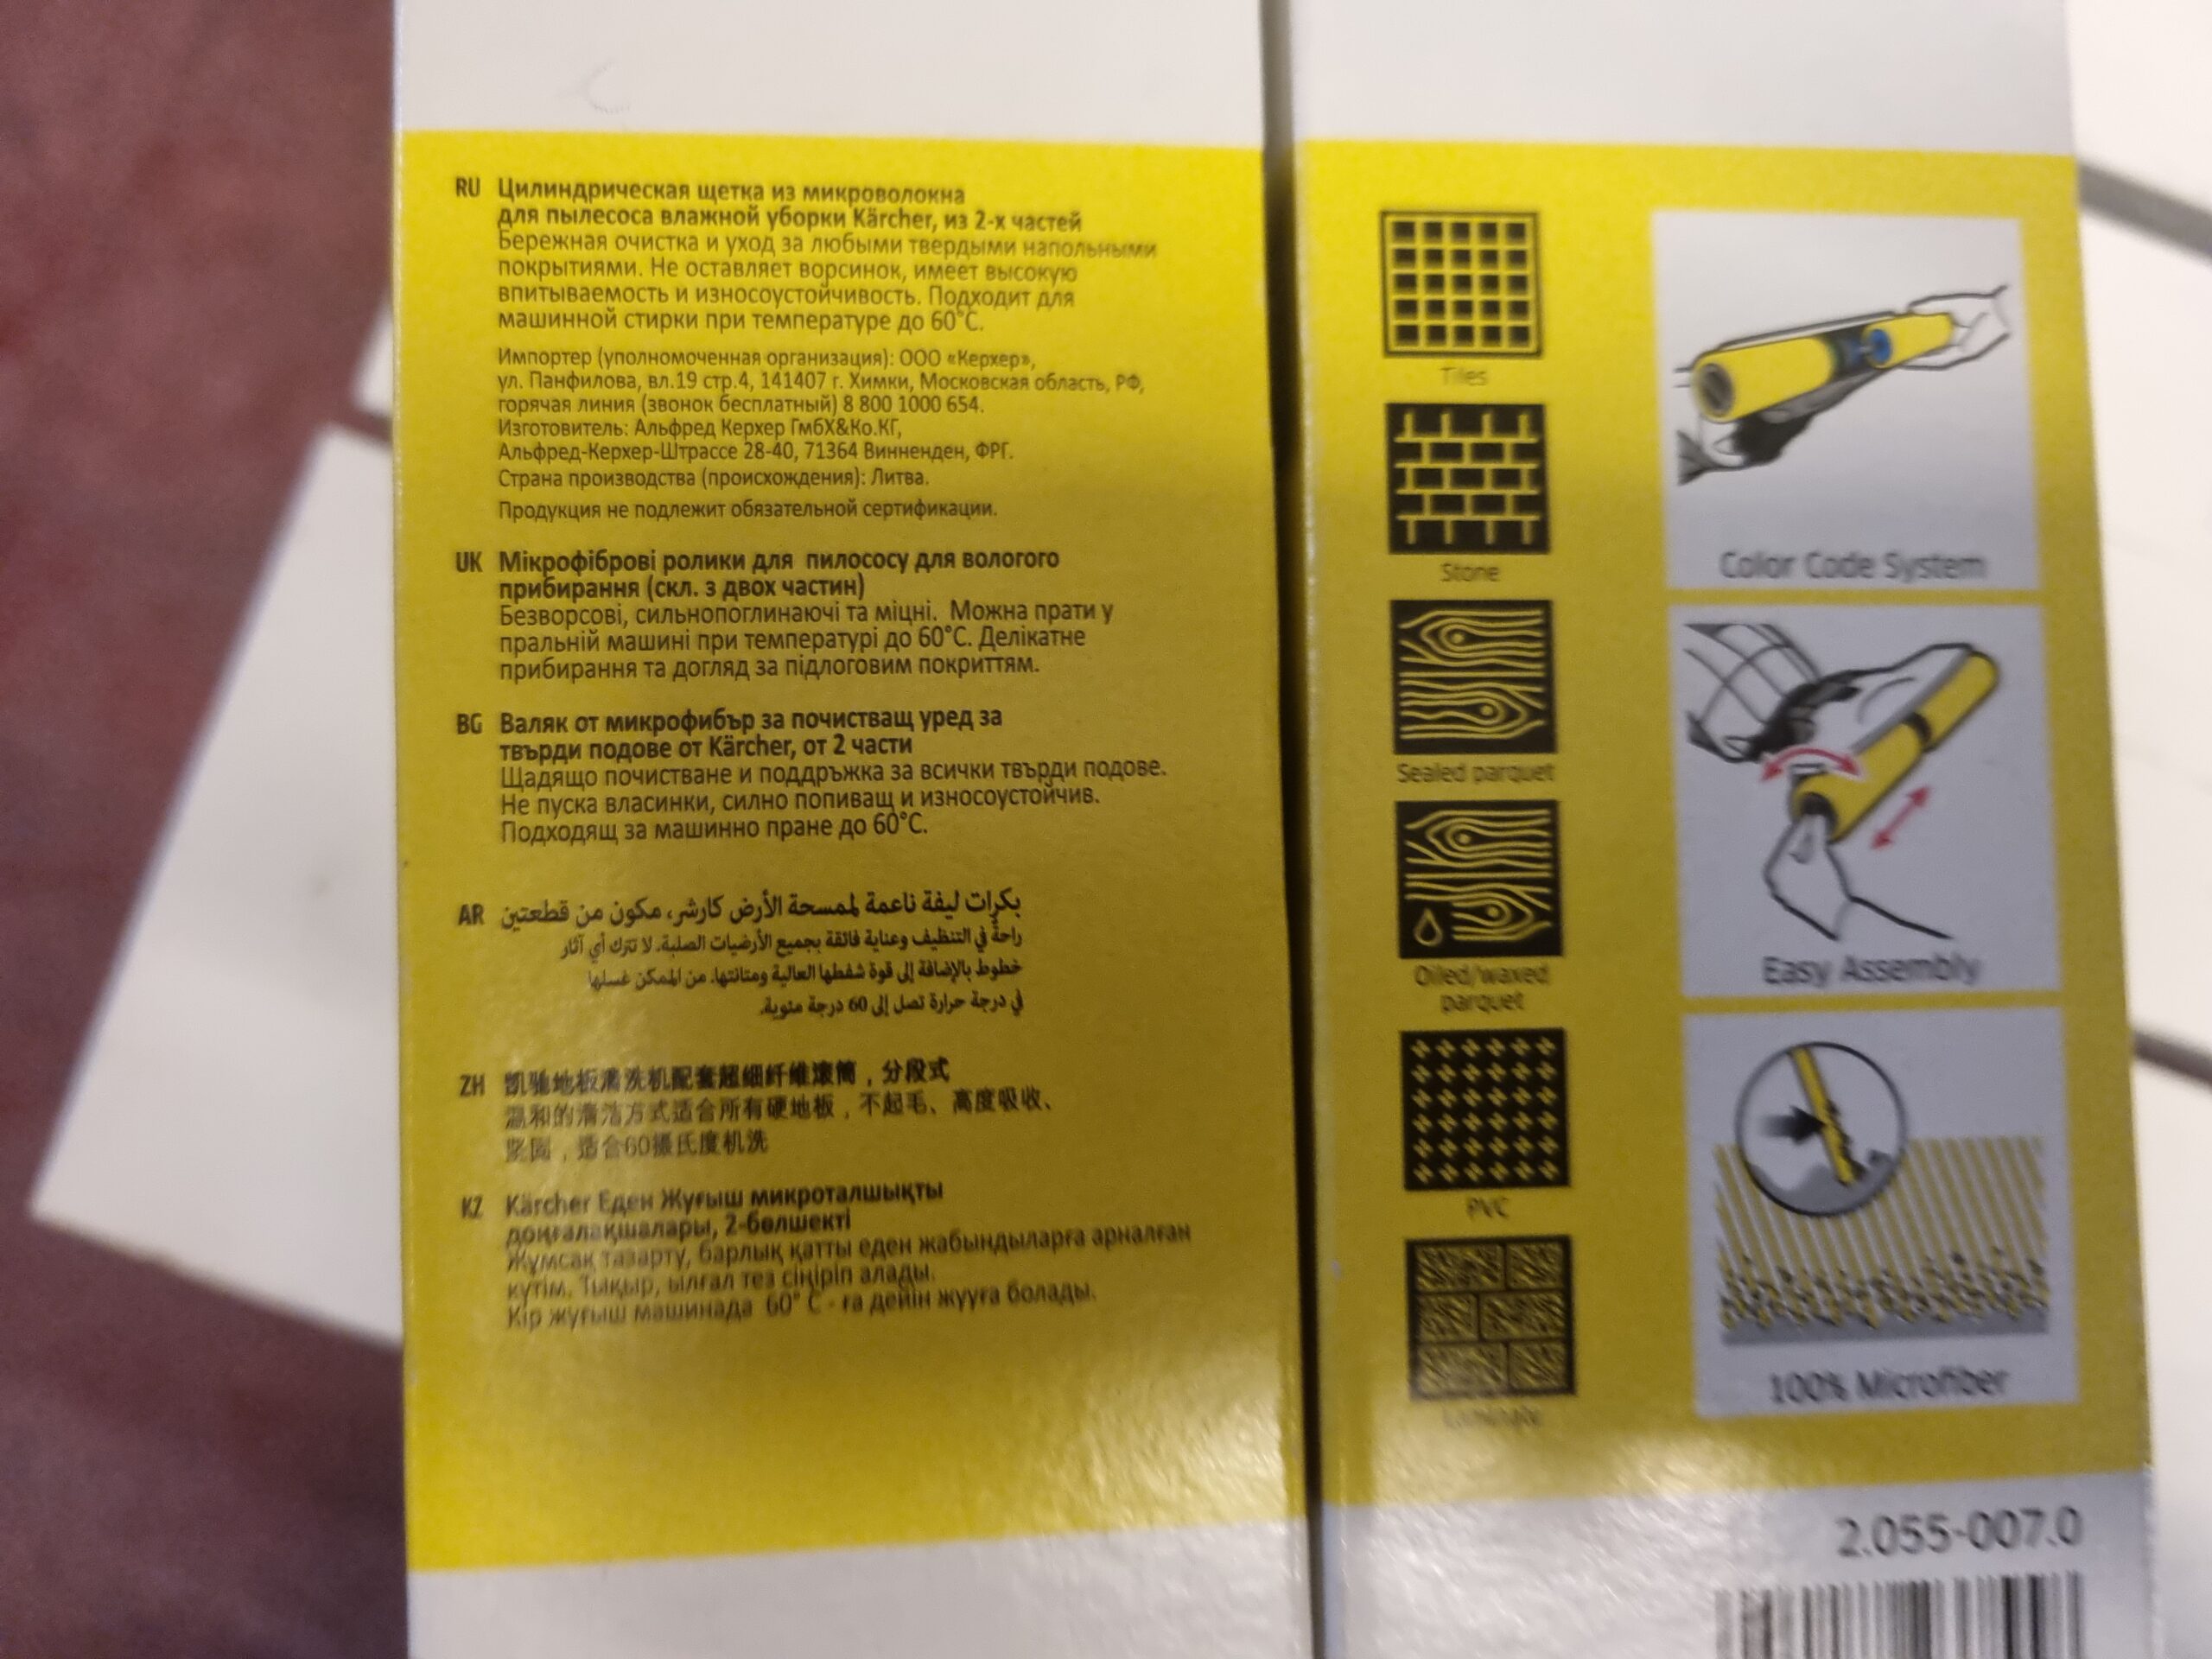 RU Цилиндрическая щетка из микроволокна
для пылесоса влажной уборки Kärcher, из 2-х частей
Бережная очистка и уход за любыми твердыми напольными
покрытиями. Не оставляет ворсинок, имеет высокую
впитываемость и износоустойчивость. Подходит для
машинной стирки при температуре до 60°C.
Импортер (уполномоченная организация): ООО «Керхер»,
ул. Панфилова, вл.19 стр.4, 141407 г. Химки, Московская область, РФ,
горячая линия (звонок бесплатный) 8 800 1000 654.
Изготовитель: Альфред Керхер ГмбХ&Ко.КГ,
Альфред-Керхер-Штрассе 28-40, 71364 Винненден, ФРГ.
Страна производства (происхождения): Литва.
Продукция не подлежит обязательной сертификации.
UK Мікрофіброві ролики для пилососу для вологого
прибирання (скл. з двох частин)
Безворсові, сильнопоглинаючі та міцні. Можна прати у
пральній машині при температурі до 60°C. Делікатне
прибирання та догляд за підлоговим покриттям.
BG Валяк от микрофибър за почистващ уред за
твърди подове от Kärcher, от 2 части
Щадящо почистване и поддръжка за всички твърди подове.
Не пуска власинки, силно попиващ и износоустойчив.
Подходящ за машинно пране до 60°C.
AR بكرات ليفة ناعمة لممسحة الأرض كارشر، مكون من قطعتين
راحة في التنظيف وعناية فائقة بجميع الأرضيات الصلبة. لا تترك أي آثار
خطوط بالإضافة إلى قوة شفطها العالية ومتانتها. من الممكن غسلها
في درجة حرارة تصل إلى 60 درجة مئوية.
ZH 凯驰地板清洗机配套超细纤维滚筒，分段式
温和的清洁方式适合所有硬地板，不起毛、高度吸收、
坚固，适合60摄氏度机洗
KZ Kärcher Еден Жуғыш микроталшықты
доңғалақшалары, 2-бөлшекті
Жұмсақ тазарту, барлық қатты еден жабындыларға арналған
күтім. Тықыр, ылғал тез сіңіріп алады.
Кір жуғыш машинада 60° C - ға дейін жууға болады.
Tiles
Stone
Sealed parquet
Oiled/waxed
parquet
PVC
Laminate
Color Code System
Easy Assembly
100% Microfiber
2.055-007.0